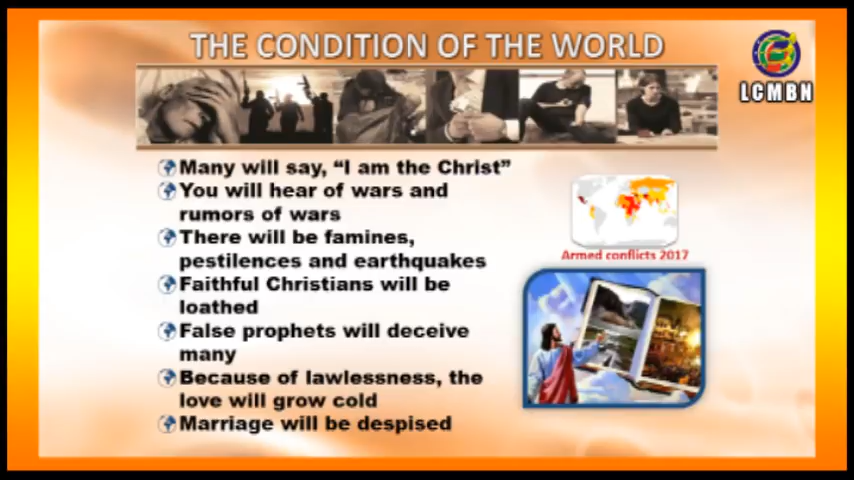 THE CONDITION OF THE WORLD
LCMBN
Many will say, “I am the Christ”
You will hear of wars and
rumors of wars
There will be famines,
pestilences and earthquakes
Faithful Christians will be
loathed
False prophets will deceive
many
Because of lawlessness, the
love will grow cold
Marriage will be despised
Armed conflicts 2017